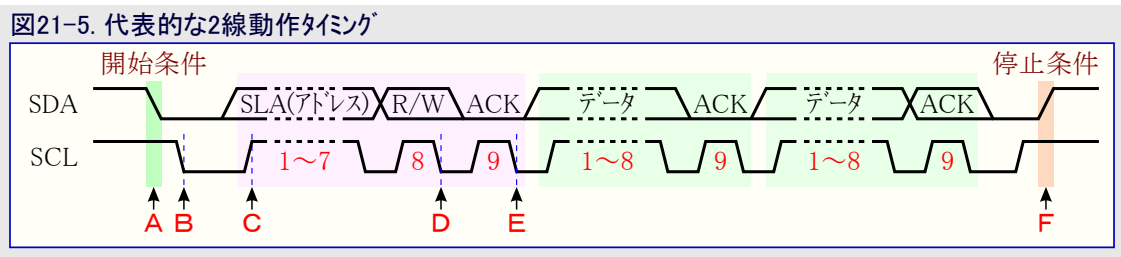 図21-5. 代表的な2線動作ﾀｲﾐﾝｸﾞ
開始条件 停止条件
SDA SLA(ｱﾄﾞﾚｽ) R/W ACK ﾃﾞｰﾀ ACK ﾃﾞｰﾀ ACK
SCL 1～7 8 9 1～8 9 1～8 9
A B C D E F